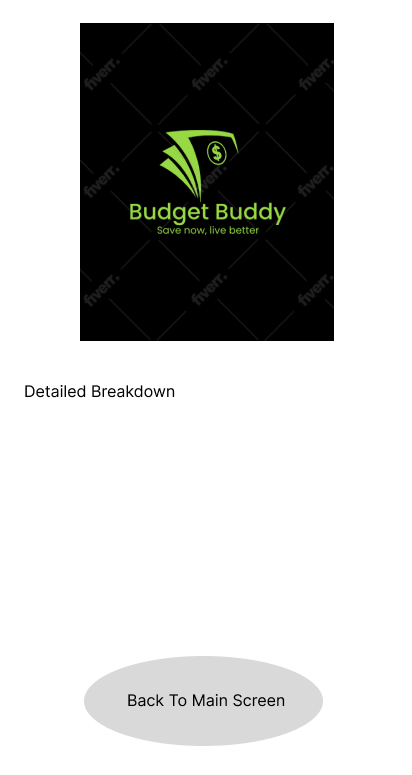 fiverr.
fiverr.
fiverr.
fiverr.
fiverr.
Budget Buddy
Save now, live better
fiverr.
fiverr.
fiverr.
Detailed Breakdown
Back To Main Screen